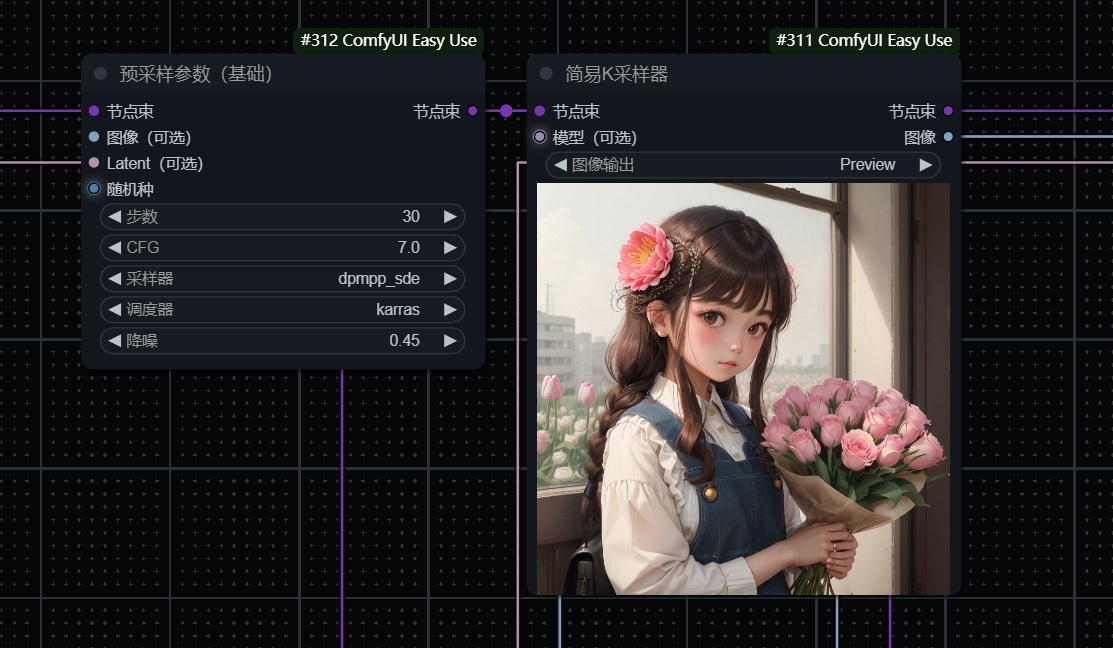 #312 ComfyUI Easy Use
预采样参数（基础）
节点束 节点束
图像（可选）
Latent（可选）
随机种
步数 30
CFG 7.0
采样器 dpmpp_sde
调度器 karras
降噪 0.45
#311 ComfyUI Easy Use
简易K采样器
节点束 节点束
模型（可选） 图像
图像输出 Preview